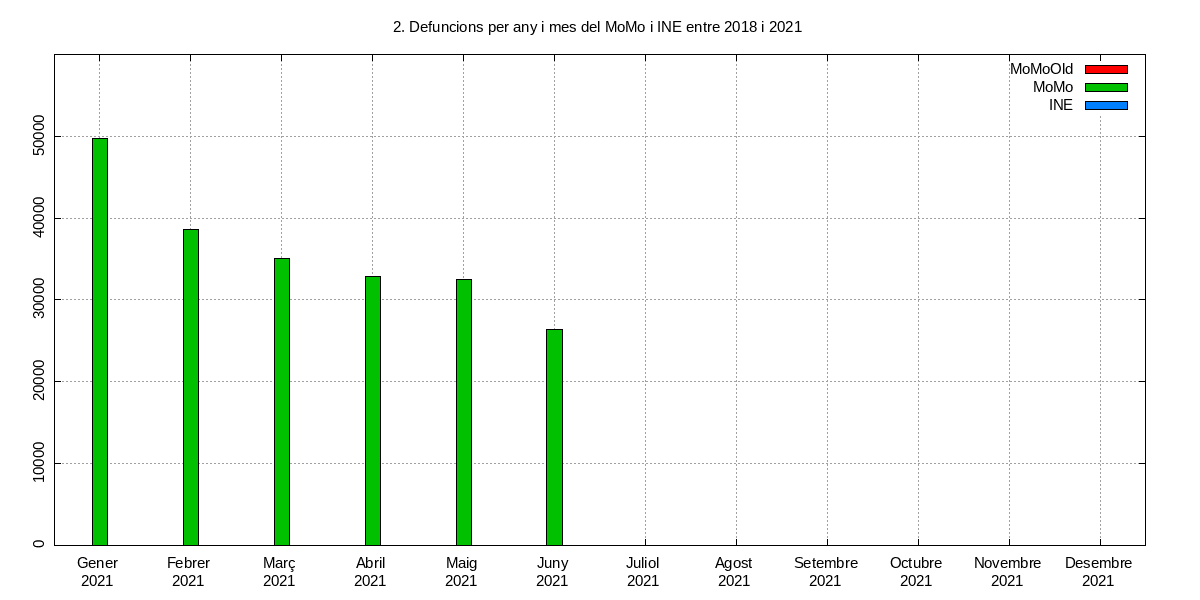 2. Defuncions per any i mes del MoMo i INE entre 2018 i 2021
MoMoOld
MoMo
INE
50000
40000
30000
20000
10000
0
Gener Febrer Març Abril Maig Juny Juliol Agost Setembre Octubre Novembre Desembre
2021 2021 2021 2021 2021 2021 2021 2021 2021 2021 2021 2021